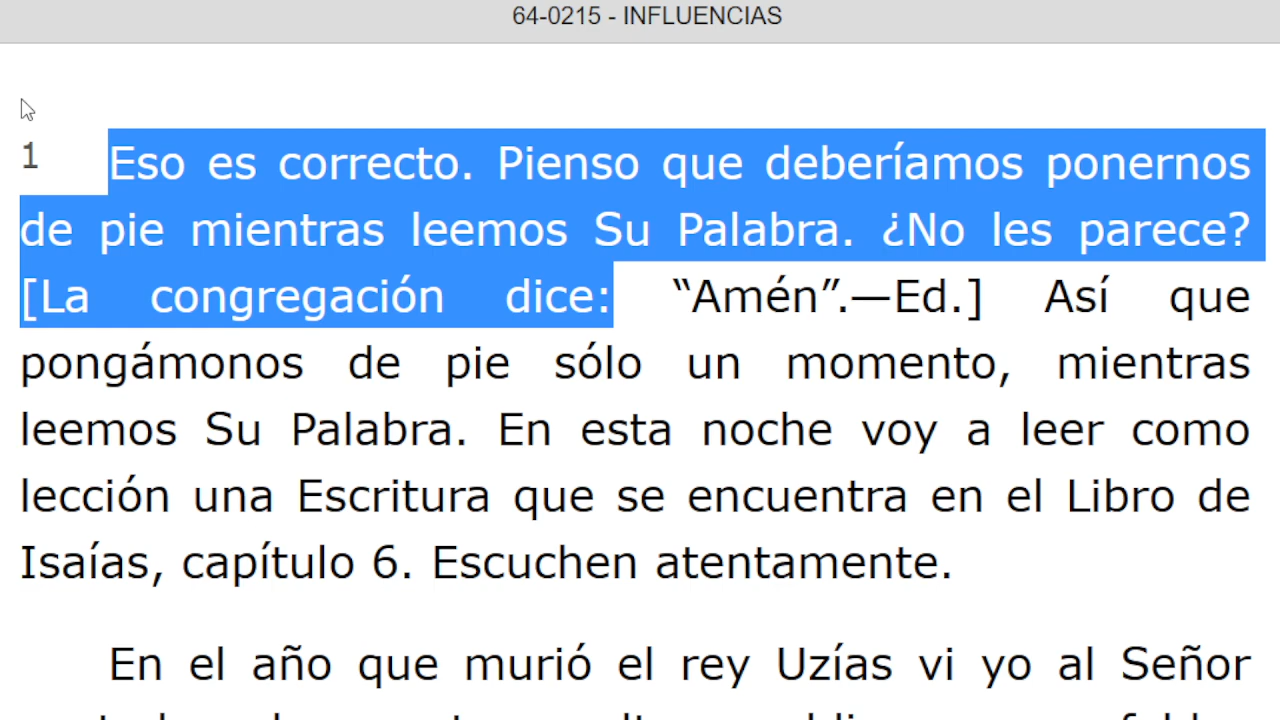 64-0215 - INFLUENCIAS
1 Eso es correcto. Pienso que deberíamos ponernos
de pie mientras leemos Su Palabra. ¿No les parece?
[La congregación dice: “Amén”.—Ed.] Así que
pongámonos de pie sólo un momento, mientras
leemos Su Palabra. En esta noche voy a leer como
lección una Escritura que se encuentra en el Libro de
Isaías, capítulo 6. Escuchen atentamente.
En el año que murió el rey Uzías vi yo al Señor